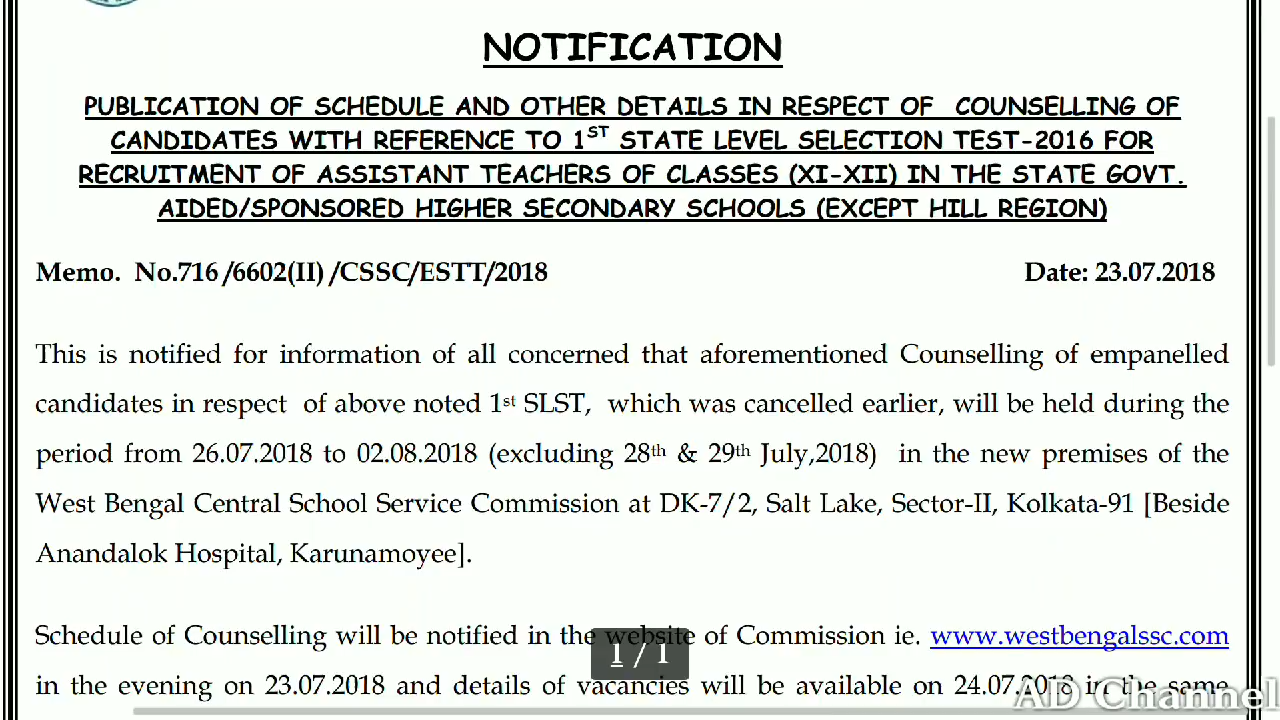 NOTIFICATION
PUBLICATION OF SCHEDULE AND OTHER DETAILS IN RESPECT OF COUNSELLING OF
CANDIDATES WITH REFERENCE TO 1ST STATE LEVEL SELECTION TEST-2016 FOR
RECRUITMENT OF ASSISTANT TEACHERS OF CLASSES (XI-XII) IN THE STATE GOVT.
AIDED/SPONSORED HIGHER SECONDARY SCHOOLS (EXCEPT HILL REGION)
Memo. No.716/6602(II)/CSSC/ESTT/2018 Date: 23.07.2018
This is notified for information of all concerned that aforementioned Counselling of empanelled
candidates in respect of above noted 1st SLST, which was cancelled earlier, will be held during the
period from 26.07.2018 to 02.08.2018 (excluding 28th & 29th July,2018) in the new premises of the
West Bengal Central School Service Commission at DK-7/2, Salt Lake, Sector-II, Kolkata-91 [Beside
Anandalok Hospital, Karunamoyee].
Schedule of Counselling will be notified in the website of Commission ie. www.westbengalssc.com
1 / 1
in the evening on 23.07.2018 and details of vacancies will be available on 24.07.2018 in the same
AD Channel